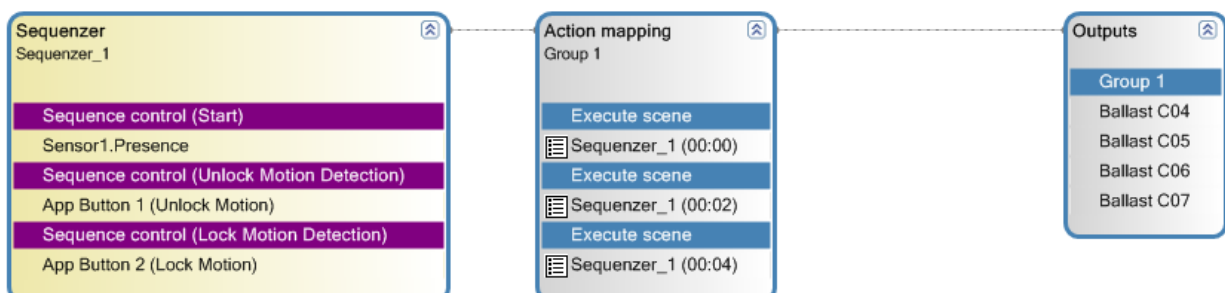 Sequenzer
Sequenzer_1
Sequence control (Start)
Sensor1.Presence
Sequence control (Unlock Motion Detection)
App Button 1 (Unlock Motion)
Sequence control (Lock Motion Detection)
App Button 2 (Lock Motion)
Action mapping
Group 1
Execute scene
Sequenzer_1 (00:00)
Execute scene
Sequenzer_1 (00:02)
Execute scene
Sequenzer_1 (00:04)
Outputs
Group 1
Ballast C04
Ballast C05
Ballast C06
Ballast C07